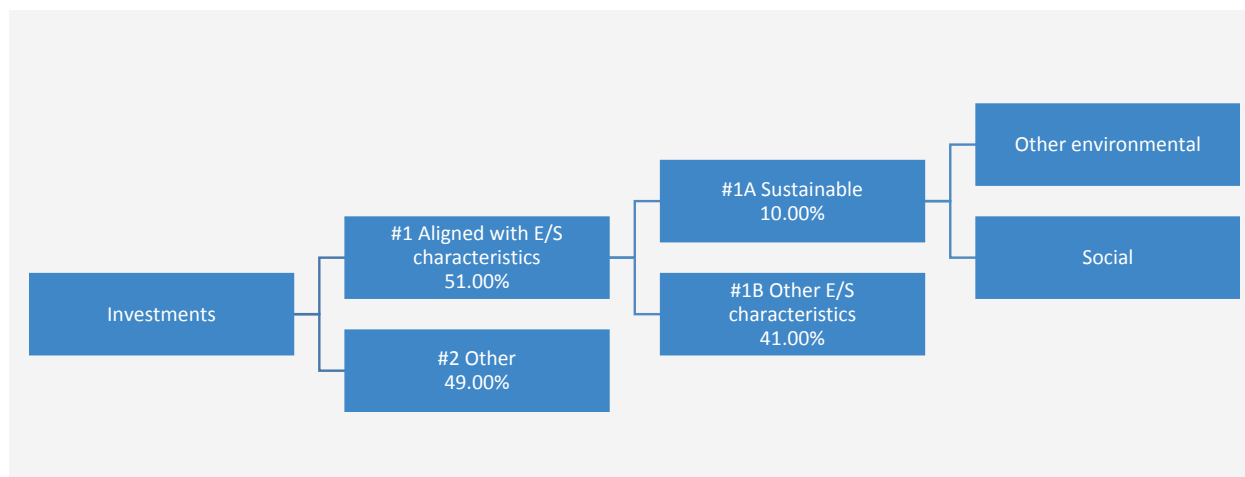 Investments
#1 Aligned with E/S
characteristics
51.00%
#2 Other
49.00%
#1A Sustainable
10.00%
#1B Other E/S
characteristics
41.00%
Other environmental
Social